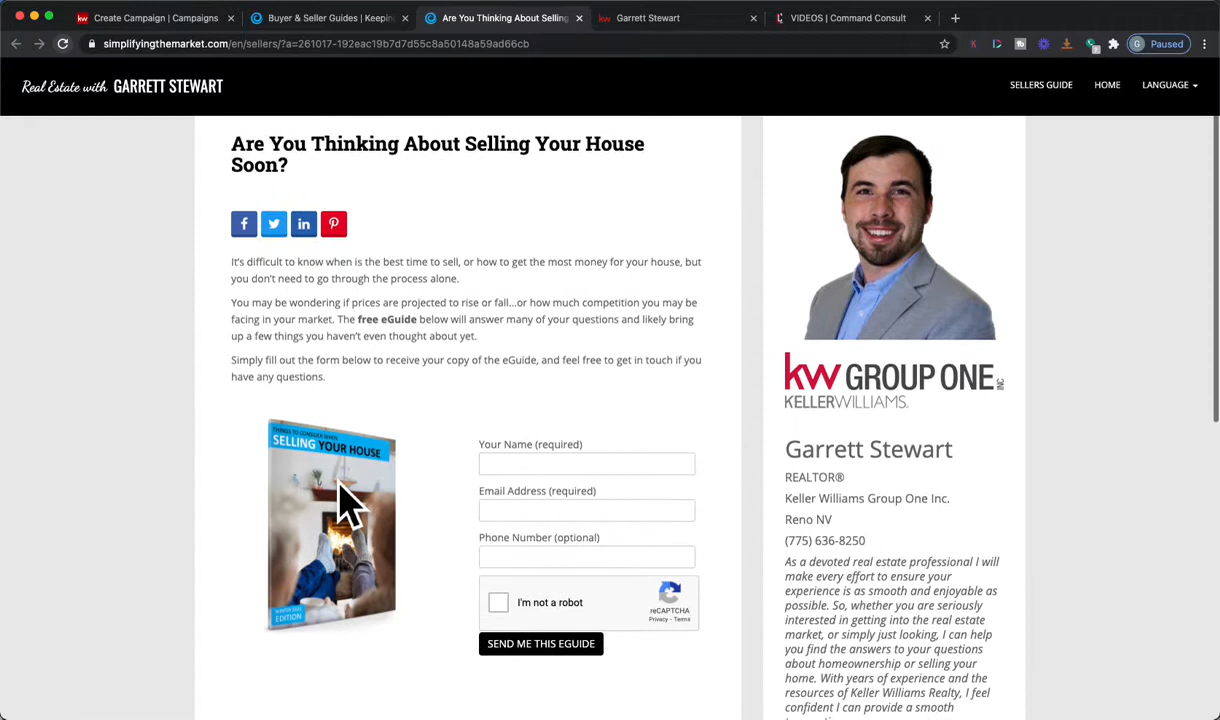 Create Campaign | Campaigns
Buyer & Seller Guides | Keepin
Are You Thinking About Selling
Garrett Stewart
VIDEOS | Command Consult
simplifyingthemarket.com/en/sellers/?a=261017-192eac19b7d7d55c8a50148a59ad66cb
G Paused
Real Estate with GARRETT STEWART
SELLERS GUIDE
HOME
LANGUAGE
Are You Thinking About Selling Your House
Soon?
It's difficult to know when is the best time to sell, or how to get the most money for your house, but
you don't need to go through the process alone.
You may be wondering if prices are projected to rise or fall...or how much competition you may be
facing in your market. The free eGuide below will answer many of your questions and likely bring
up a few things you haven't even thought about yet.
Simply fill out the form below to receive your copy of the eGuide, and feel free to get in touch if you
have any questions.
THINGS TO CONSIDER WHEN
SELLING YOUR HOUSE
EDITION
Your Name (required)
Email Address (required)
Phone Number (optional)
I'm not a robot
reCAPTCHA
Privacy - Terms
SEND ME THIS EGUIDE
kw GROUP ONE INC
KELLERWILLIAMS.
Garrett Stewart
REALTOR®
Keller Williams Group One Inc.
Reno NV
(775) 636-8250
As a devoted real estate professional I will
make every effort to ensure your
experience is as smooth and enjoyable as
possible. So, whether you are seriously
interested in getting into the real estate
market, or simply just looking, I can help
you find the answers to your questions
about homeownership or selling your
home. With years of experience and the
resources of Keller Williams Realty, I feel
confident I can provide a smooth